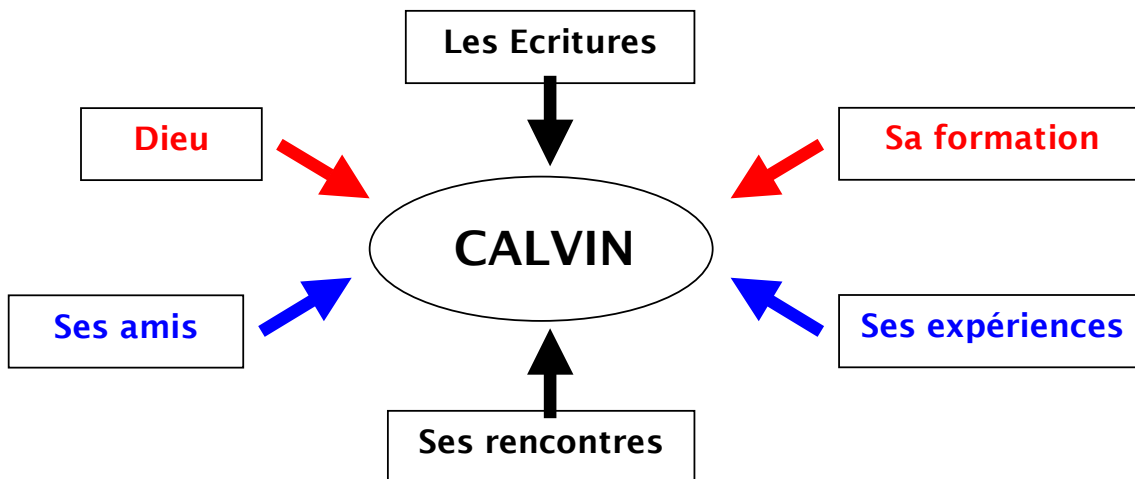 Les Ecritures
Dieu
Sa formation
CALVIN
Ses amis
Ses expériences
Ses rencontres